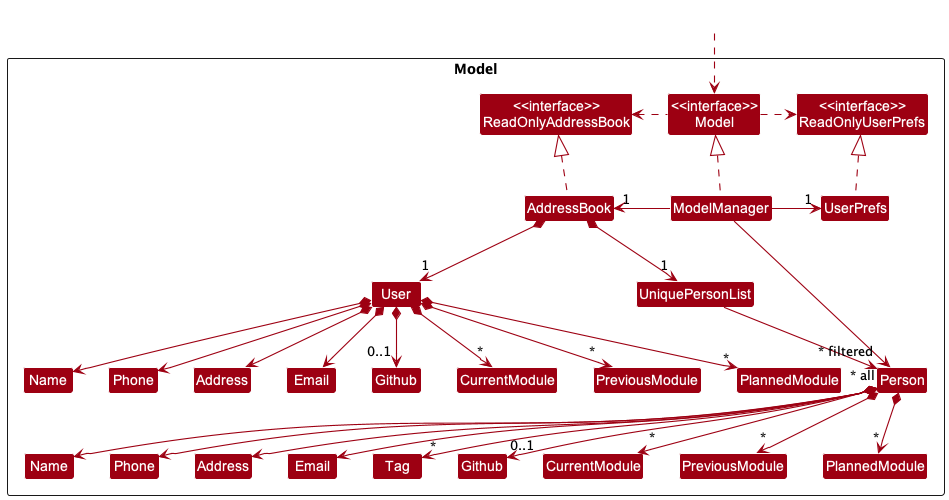 Model
<<interface>>
ReadOnlyAddressBook
<<interface>>
Model
<<interface>>
ReadOnlyUserPrefs
AddressBook
1
ModelManager
1
UserPrefs
1
1
User
UniquePersonList
0..1
*
*
*
* filtered
* all
Name
Phone
Address
Email
Github
CurrentModule
PreviousModule
PlannedModule
Person
*
0..1
*
*
*
Name
Phone
Address
Email
Tag
Github
CurrentModule
PreviousModule
PlannedModule